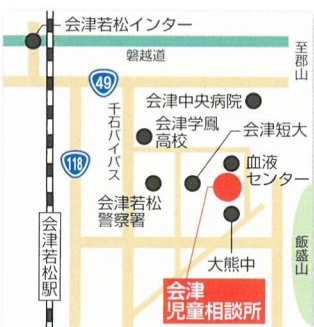 会津若松インター
磐越道
至郡山
49
千石バイパス
会津中央病院
会津学鳳
高校
会津短大
118
血液
センター
会津若松
警察署
大熊中
会津若松駅
飯盛山
会津
児童相談所